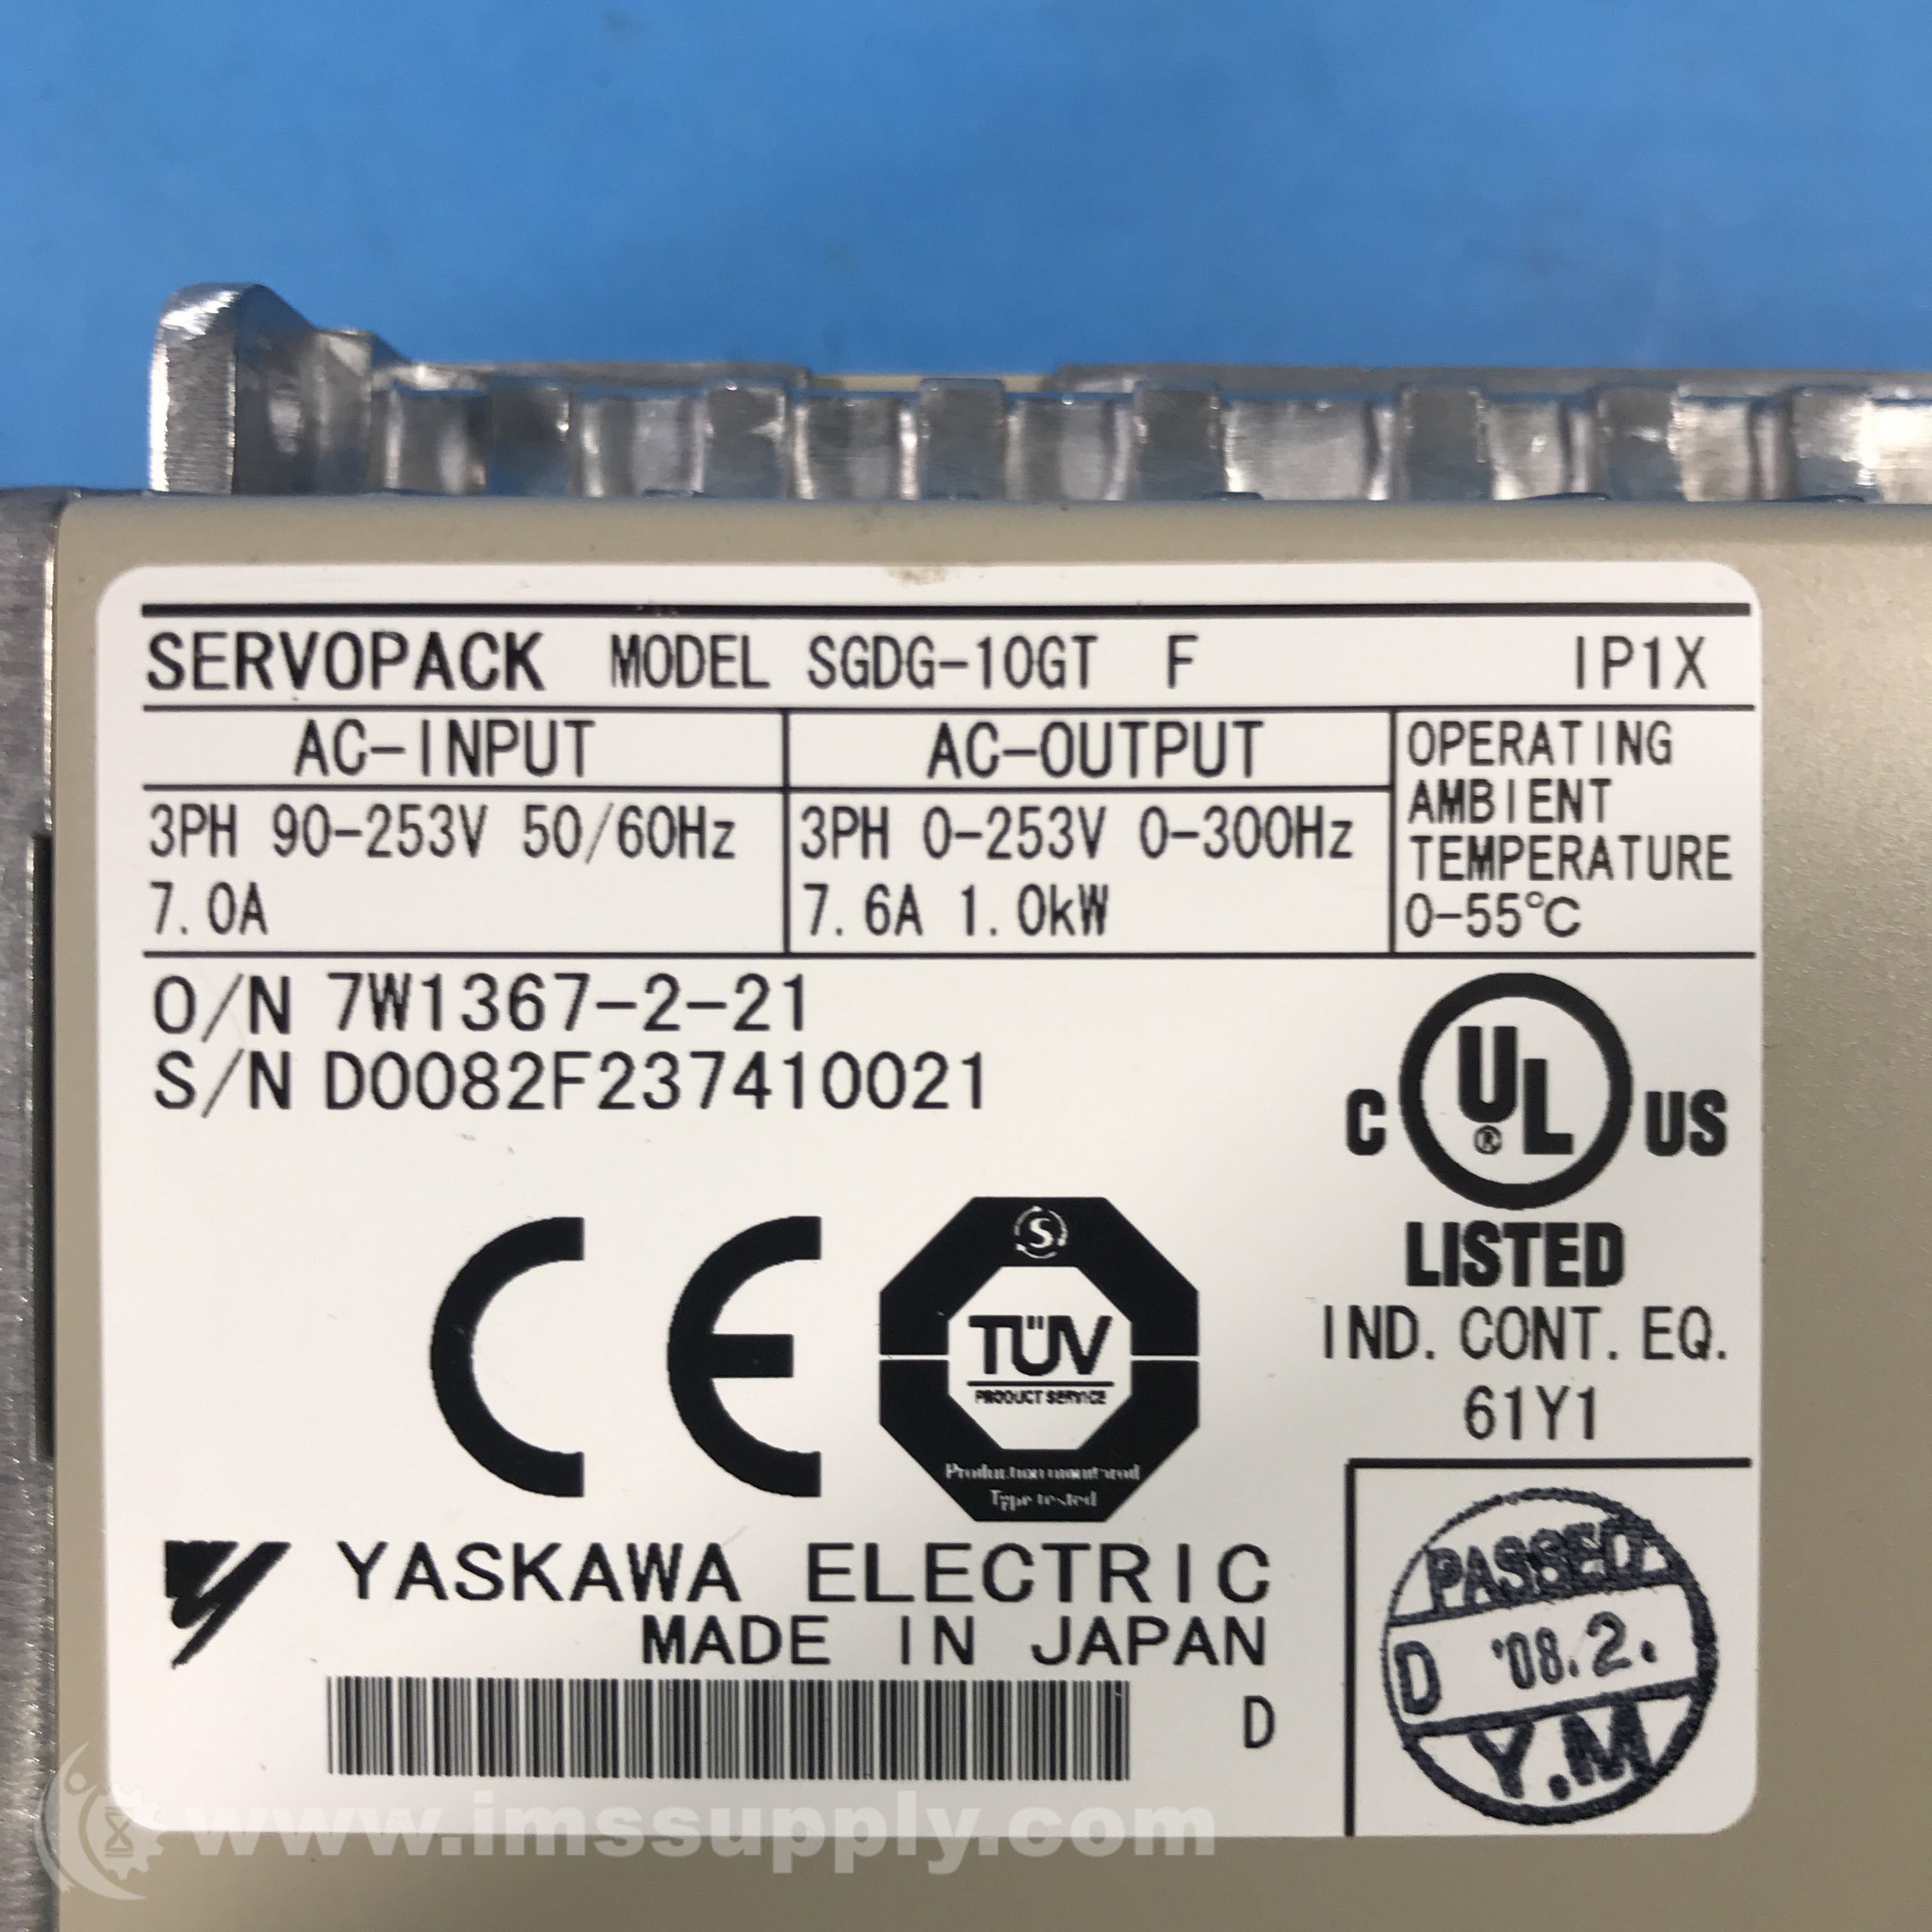 SERVOPACK MODEL SGDG-10GT F IP1X
AC-INPUT
3PH 90-253V 50/60Hz
7.0A
AC-OUTPUT
3PH 0-253V 0-300Hz
7.6A 1.0kW
OPERATING
AMBIENT
TEMPERATURE
0-55℃
O/N 7W1367-2-21
S/N D0082F237410021
C UL® US
LISTED
IND. CONT. EQ.
61Y1
CE
S
TÜV
PRODUCT SERVICE
Production monitored
Type tested
YASKAWA ELECTRIC
MADE IN JAPAN
D
PASSED
D '08.2.
Y.M
www.imssupply.com